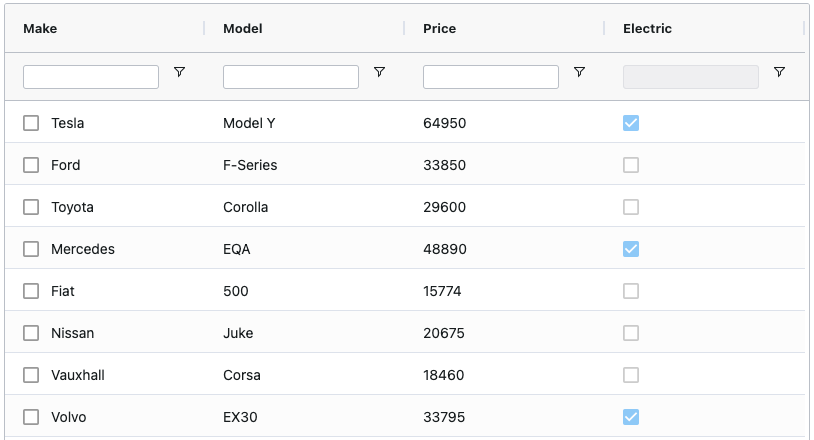 Make Model Price Electric
Tesla Model Y 64950
Ford F-Series 33850
Toyota Corolla 29600
Mercedes EQA 48890
Fiat 500 15774
Nissan Juke 20675
Vauxhall Corsa 18460
Volvo EX30 33795